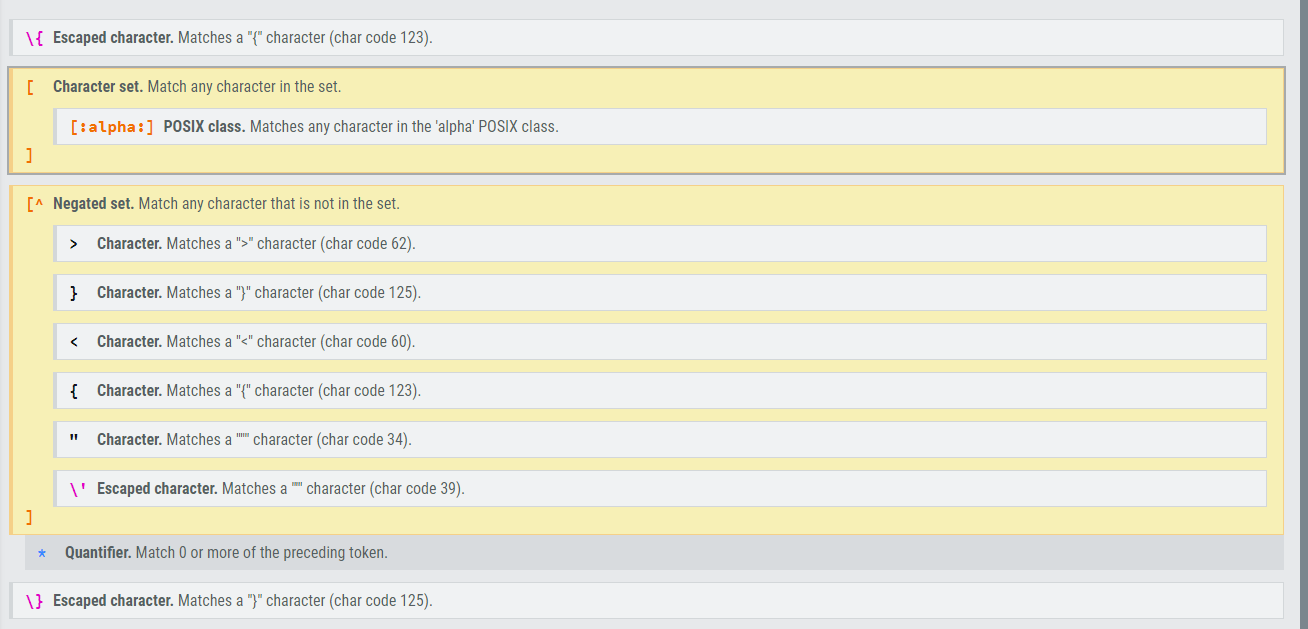 \{ Escaped character. Matches a "{" character (char code 123).
[ Character set. Match any character in the set.
[:alpha:] POSIX class. Matches any character in the 'alpha' POSIX class.
]
[^ Negated set. Match any character that is not in the set.
> Character. Matches a ">" character (char code 62).
} Character. Matches a "}" character (char code 125).
< Character. Matches a "<" character (char code 60).
{ Character. Matches a "{" character (char code 123).
" Character. Matches a """ character (char code 34).
\' Escaped character. Matches a "'" character (char code 39).
]
* Quantifier. Match 0 or more of the preceding token.
\} Escaped character. Matches a "}" character (char code 125).